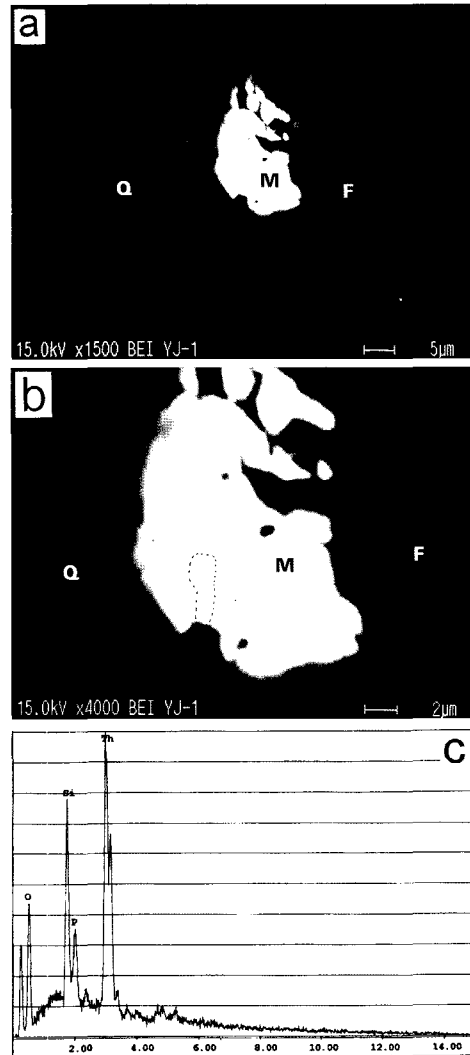 a
Q M F
15.0kV x1500 BEI YJ-1 5μm
b
Q M F
15.0kV x4000 BEI YJ-1 2μm
c
Th
Si
O
P
2.00 4.00 6.00 8.00 10.00 12.00 14.00